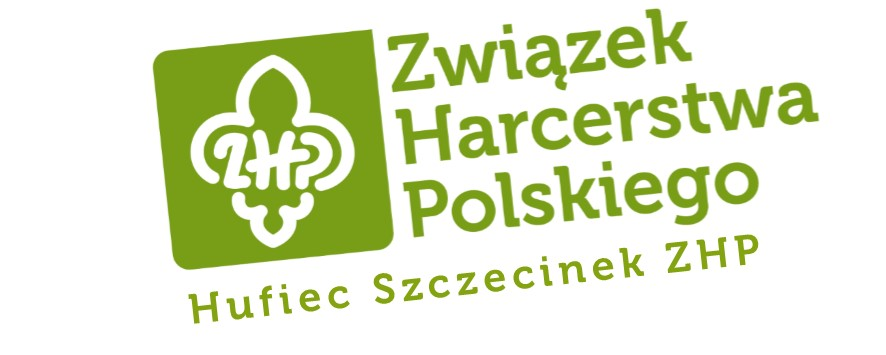 ZHP
Związek
Harcerstwa
Polskiego
Hufiec Szczecinek ZHP